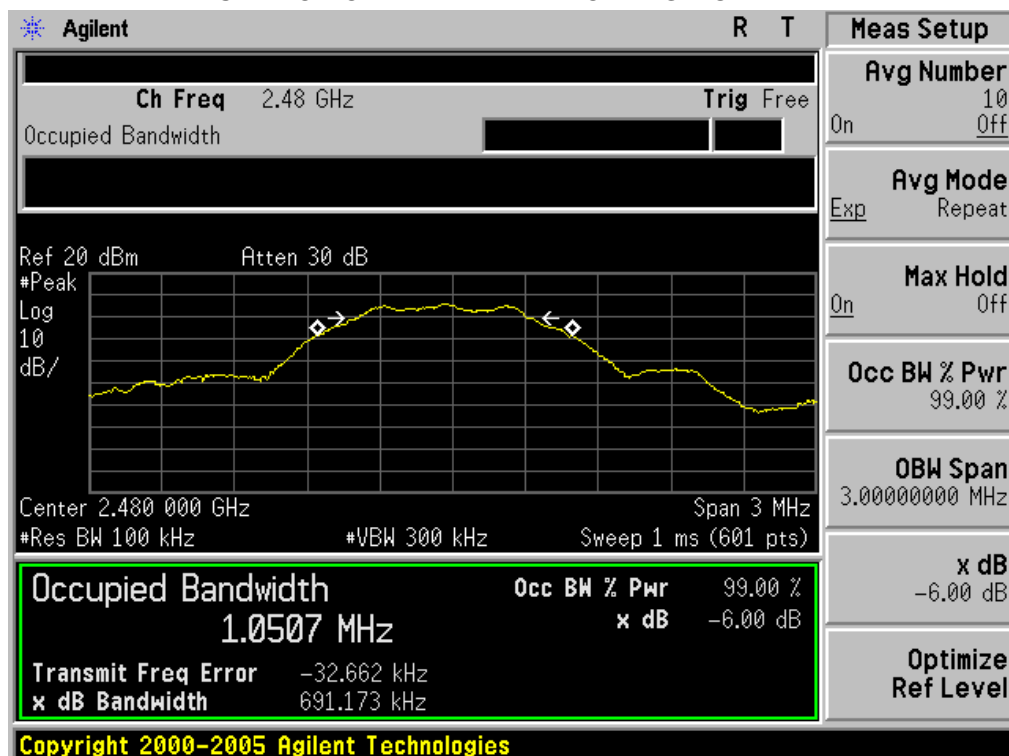 Agilent R T
Ch Freq 2.48 GHz Trig Free
Occupied Bandwidth
Ref 20 dBm Atten 30 dB
#Peak
Log
10
dB/
Center 2.480 000 GHz Span 3 MHz
#Res BW 100 kHz #VBW 300 kHz Sweep 1 ms (601 pts)
Occupied Bandwidth Occ BW % Pwr 99.00 %
1.0507 MHz x dB -6.00 dB
Transmit Freq Error -32.662 kHz
x dB Bandwidth 691.173 kHz
Copyright 2000-2005 Agilent Technologies
Meas Setup
Avg Number
10
On Off
Avg Mode
Exp Repeat
Max Hold
On Off
Occ BW % Pwr
99.00 %
OBW Span
3.00000000 MHz
x dB
-6.00 dB
Optimize
Ref Level